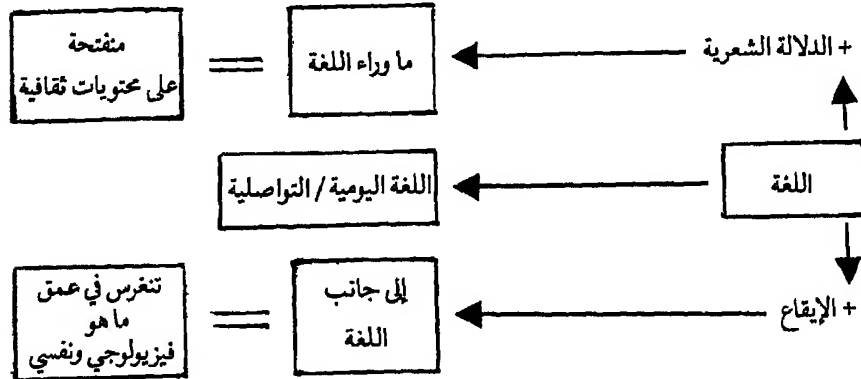 + الدلالة الشعرية
ما وراء اللغة
=
منفتحة
على محتويات ثقافية
اللغة
اللغة اليومية / التواصلية
+ الإيقاع
إلى جانب
اللغة
=
تنغرس في عمق
ما هو
فيزيولوجي ونفسي